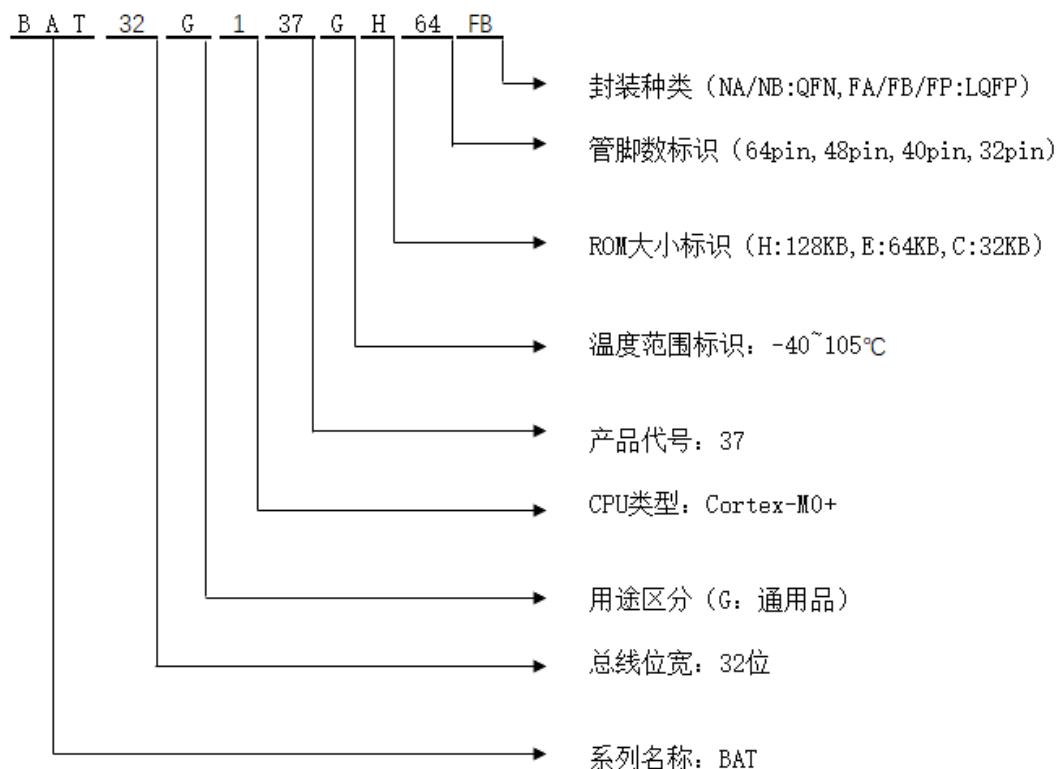 BAT 32 G 1 37 G H 64 FB
封装种类（NA/NB:QFN,FA/FB/FP:LQFP）
管脚数标识（64pin,48pin,40pin,32pin）
ROM大小标识（H:128KB,E:64KB,C:32KB）
温度范围标识：-40~105℃
产品代号：37
CPU类型：Cortex-M0+
用途区分（G：通用品）
总线位宽：32位
系列名称：BAT